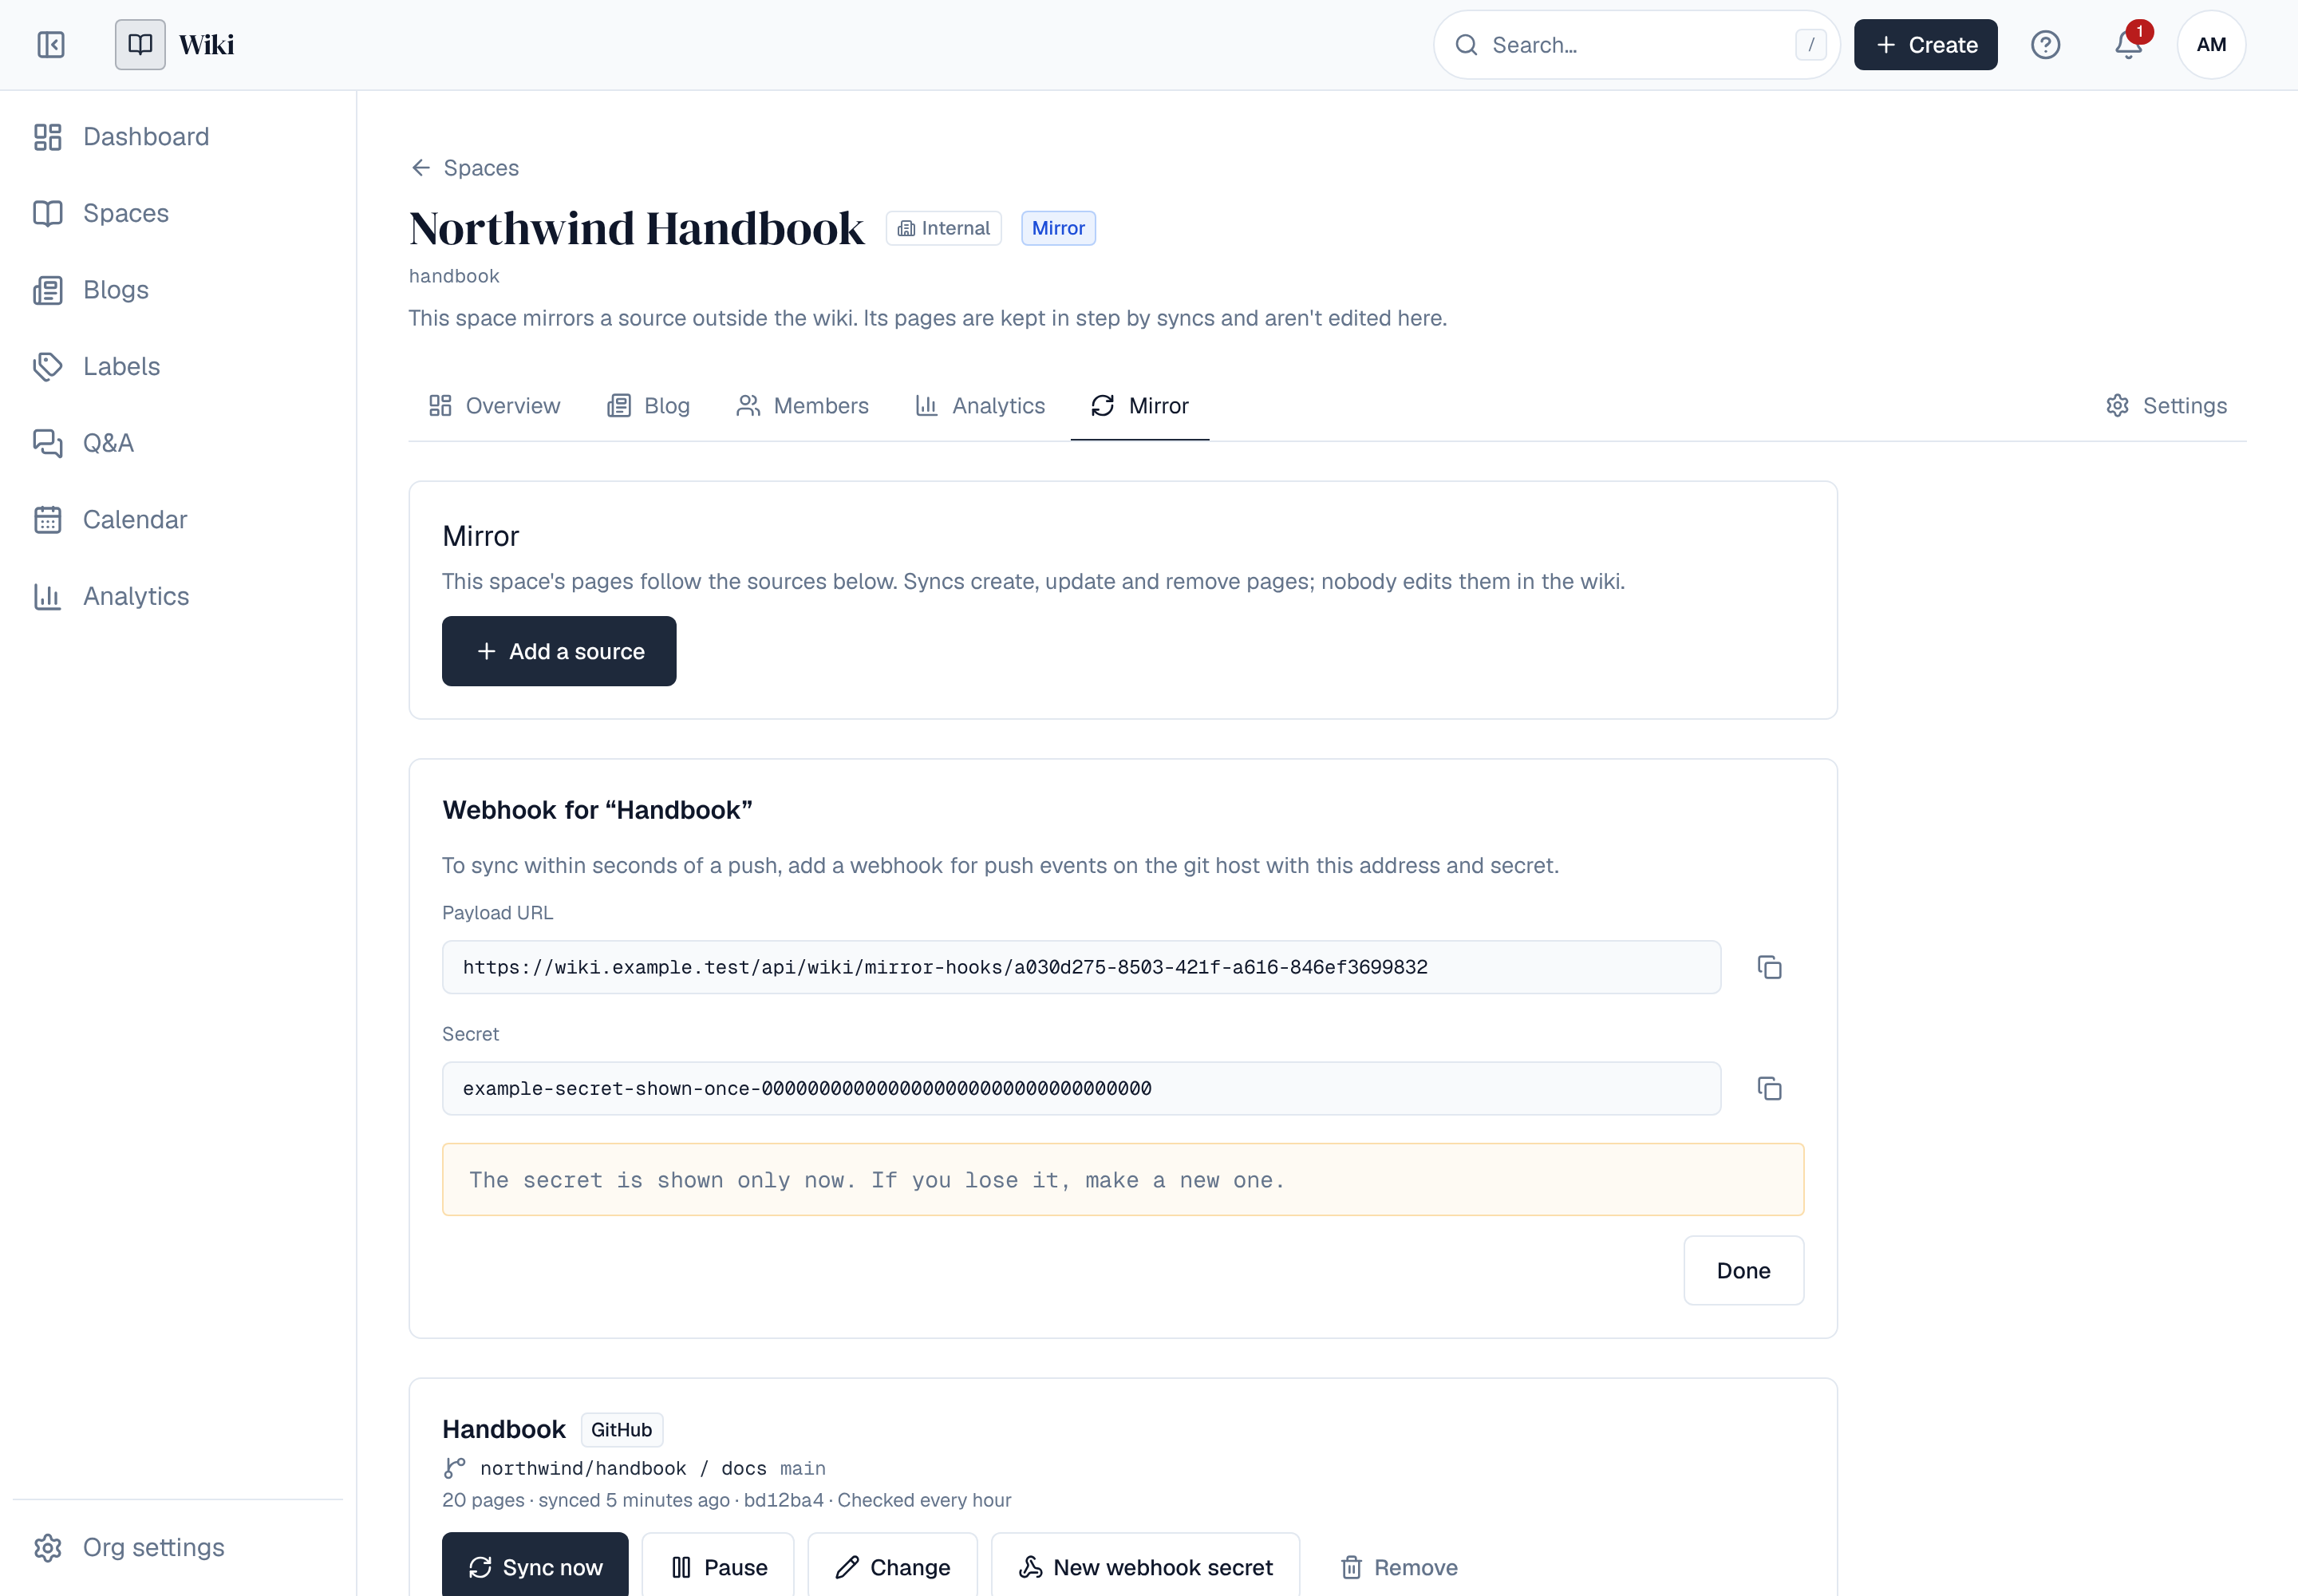 Wiki
Search...
/
Create
1
AM
Dashboard
Spaces
Blogs
Labels
Q&A
Calendar
Analytics
Org settings
Spaces
Northwind Handbook
Internal
Mirror
handbook
This space mirrors a source outside the wiki. Its pages are kept in step by syncs and aren't edited here.
Overview
Blog
Members
Analytics
Mirror
Settings
Mirror
This space's pages follow the sources below. Syncs create, update and remove pages; nobody edits them in the wiki.
Add a source
Webhook for “Handbook”
To sync within seconds of a push, add a webhook for push events on the git host with this address and secret.
Payload URL
https://wiki.example.test/api/wiki/mirror-hooks/a030d275-8503-421f-a616-846ef3699832
Secret
example-secret-shown-once-0000000000000000000000000000000000
The secret is shown only now. If you lose it, make a new one.
Done
Handbook
GitHub
northwind/handbook / docs main
20 pages · synced 5 minutes ago · bd12ba4 · Checked every hour
Sync now
Pause
Change
New webhook secret
Remove